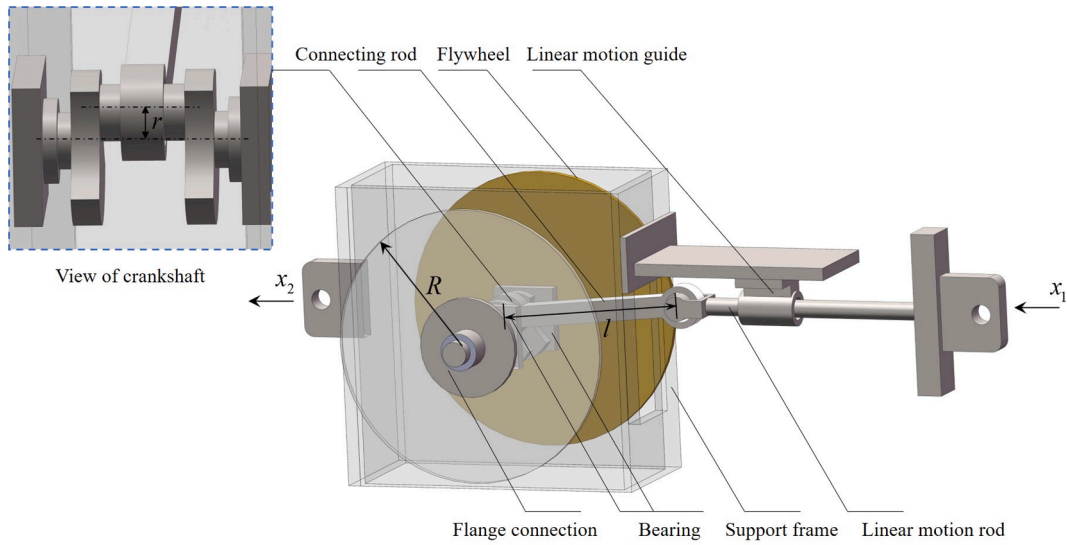 Connecting rod
Flywheel
Linear motion guide
r
View of crankshaft
x2
R
l
x1
Flange connection
Bearing
Support frame
Linear motion rod